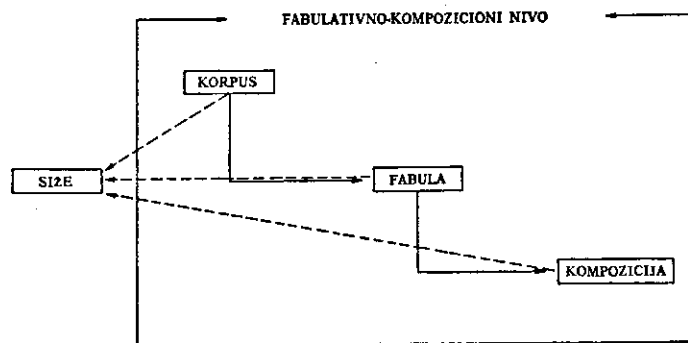 FABULATIVNO-KOMPOZICIONI NIVO
KORPUS
SIŽE
FABULA
KOMPOZICIJA